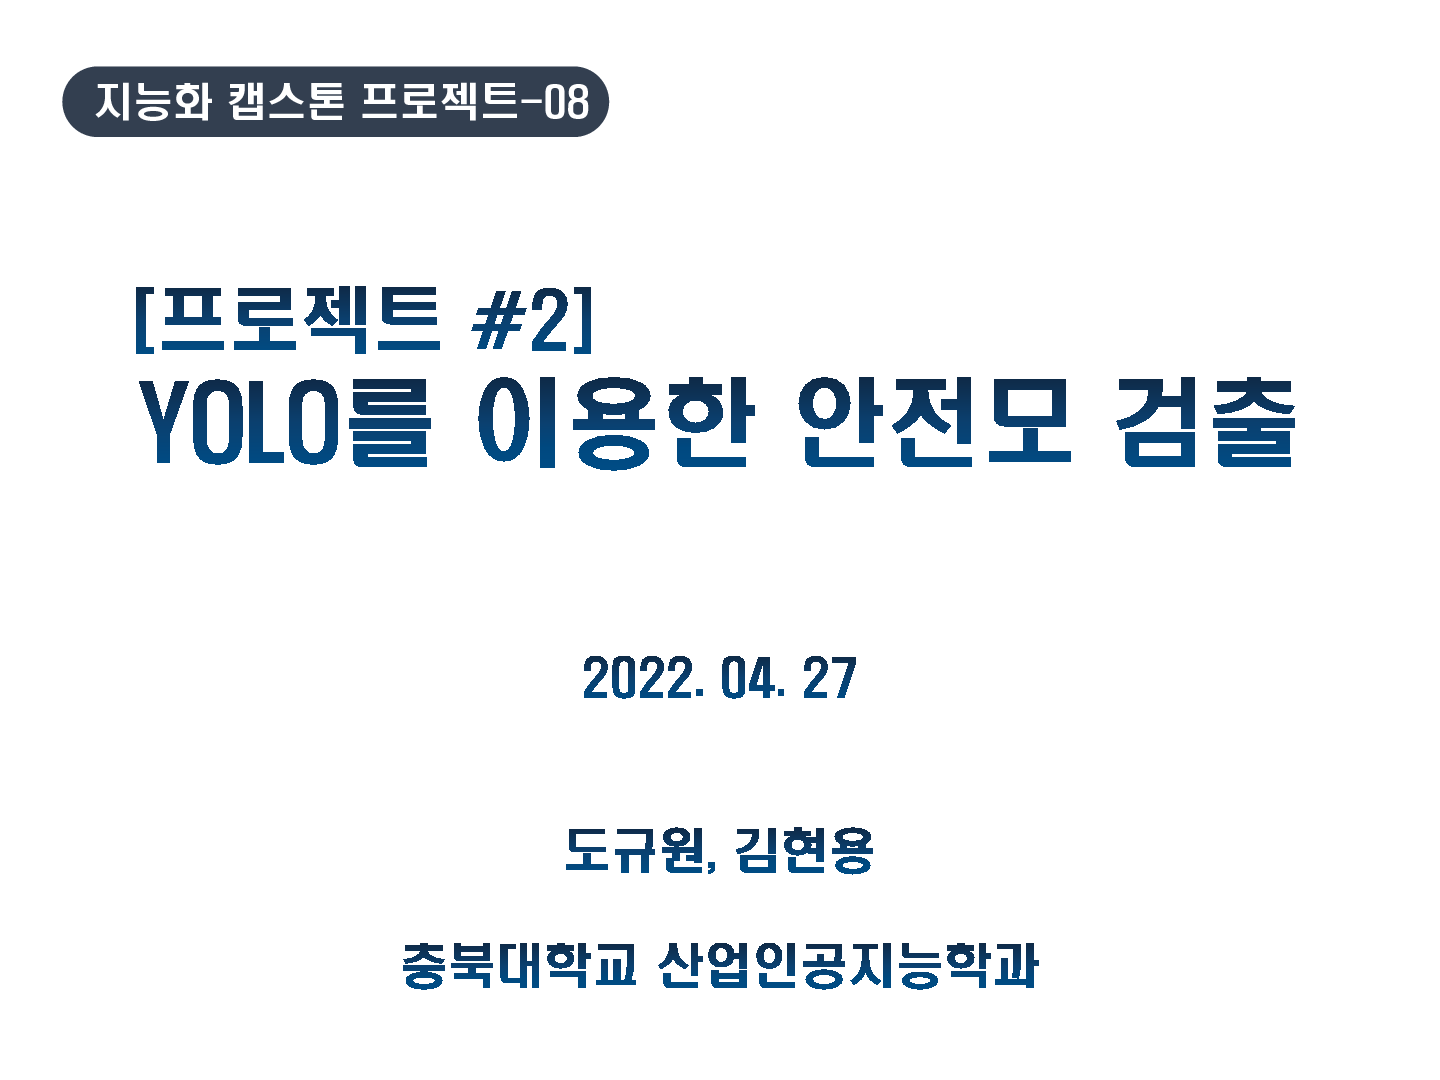 지능화 캡스톤 프로젝트-08
[프로젝트 #2]
YOLO를 이용한 안전모 검출
2022. 04. 27
도규원, 김현용
충북대학교 산업인공지능학과